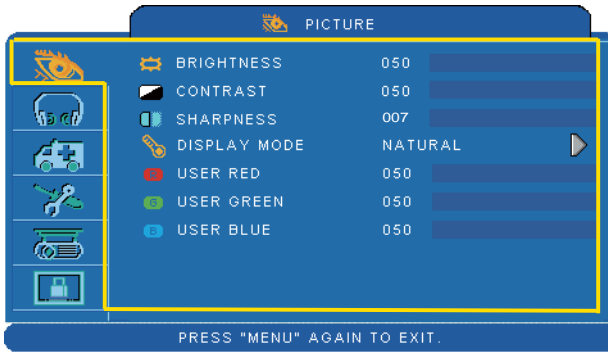 PICTURE
BRIGHTNESS 050
CONTRAST 050
SHARPNESS 007
DISPLAY MODE NATURAL
R USER RED 050
G USER GREEN 050
B USER BLUE 050
PRESS "MENU" AGAIN TO EXIT.